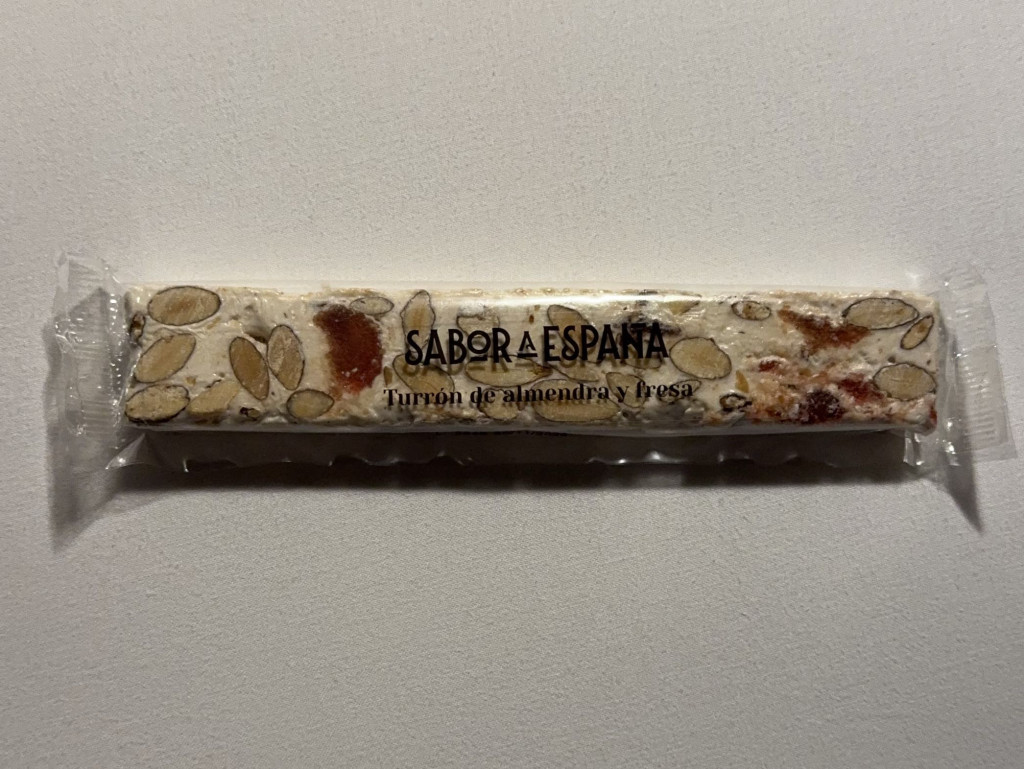 SABOR A ESPAÑA
Turrón de almendra y fresa